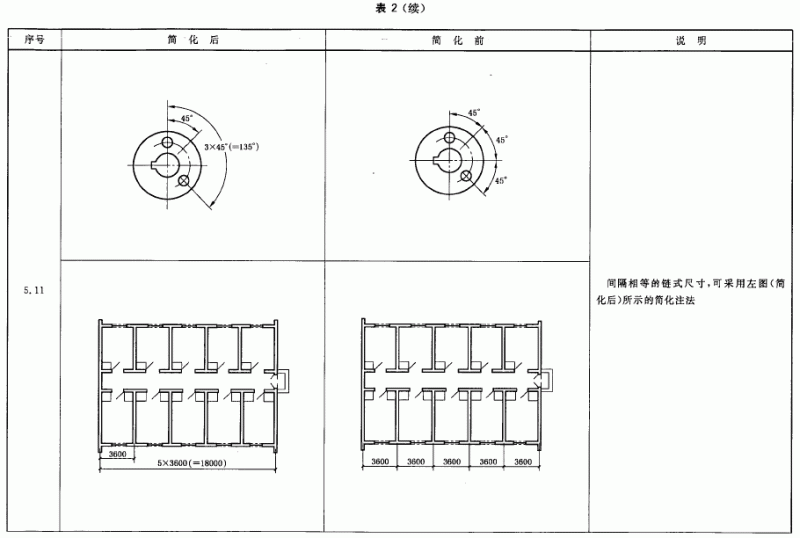 表 2(续)
序号 简 化 后 简 化 前 说 明
45°
3×45°(=135°)
45°
45°
45°
5.11
间隔相等的链式尺寸,可采用左图(简
化后)所示的简化注法
3600
5×3600(=18000)
3600 3600 3600 3600 3600